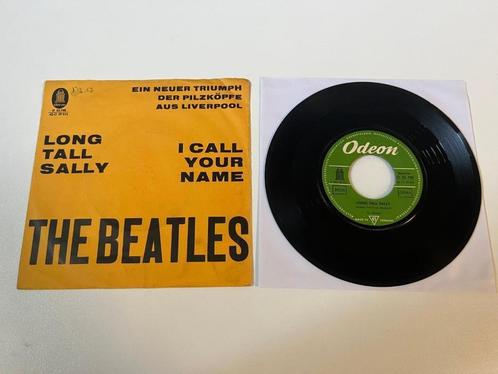 EIN NEUER TRIUMPH
DER PILZKÖPFE
AUS LIVERPOOL
LONG
TALL
SALLY
I CALL
YOUR
NAME
THE BEATLES
Odeon
LONG TALL SALLY